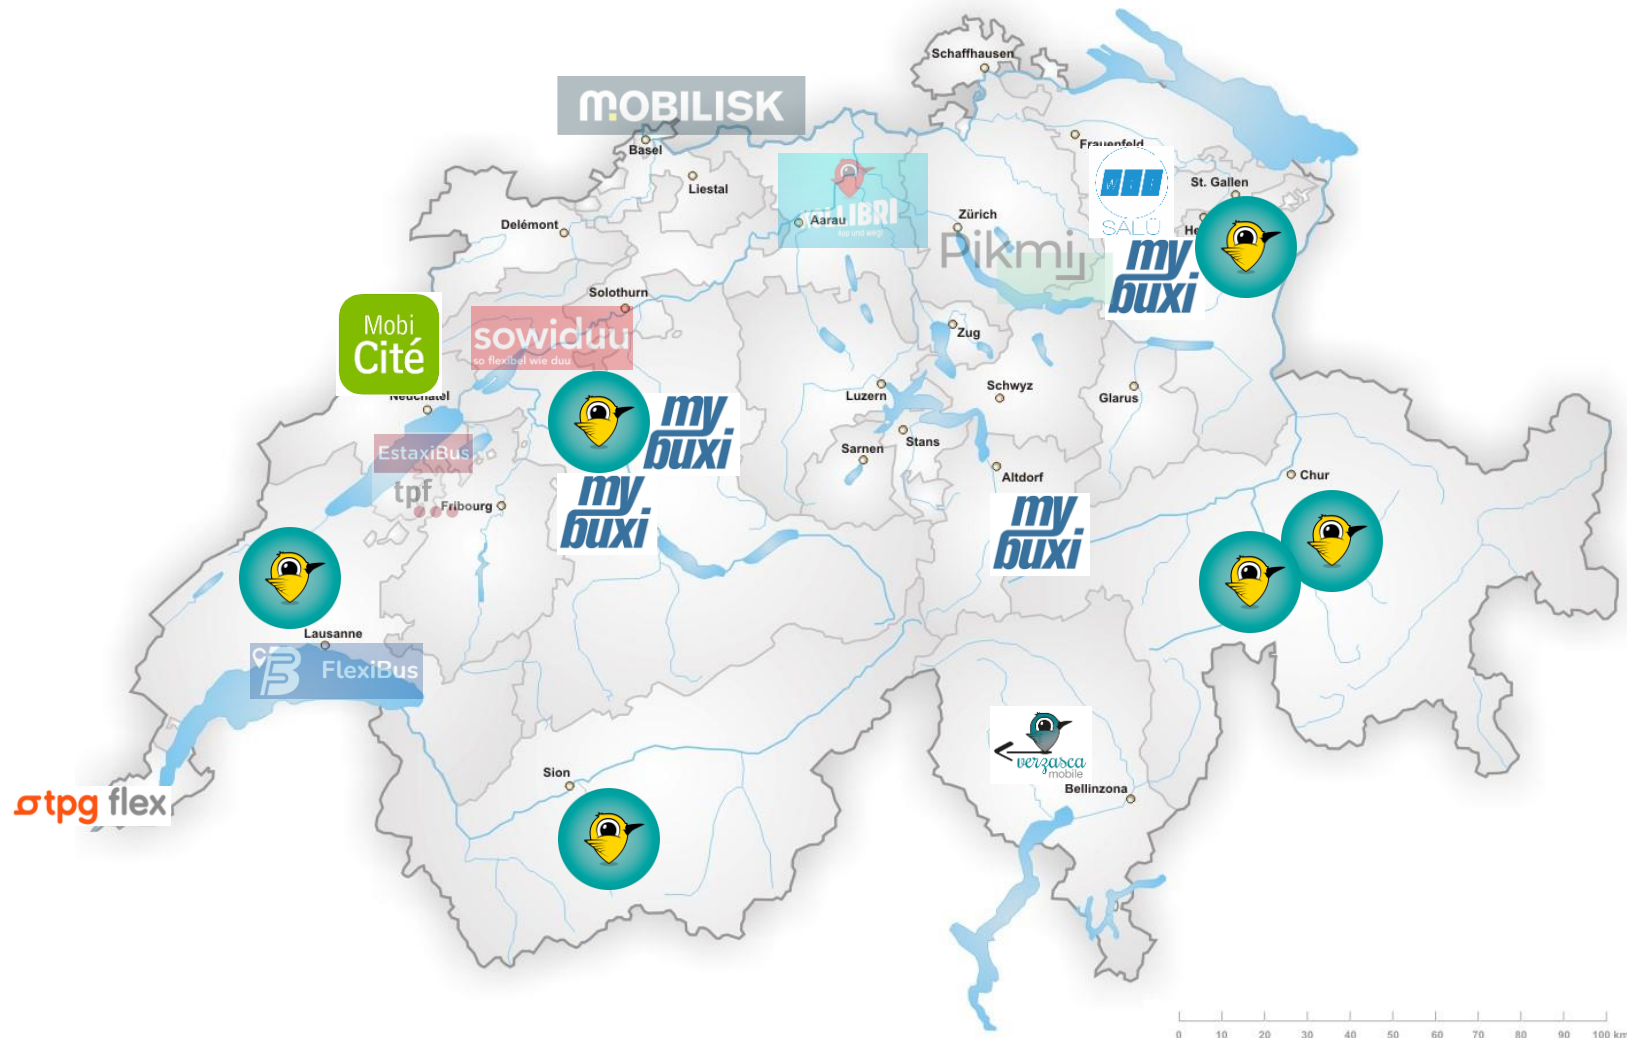 Schaffhausen
MOBILISK
Basel
Frauenfeld
Liestal
WILI
SALÜ
St. Gallen
KOLLIBRI
Aarau
Zürich
Delémont
Pikmi
my
buxi
Solothurn
Mobi
Cité
sowiduu
so flexibel wie duu
Zug
Neuchâtel
Luzern
Schwyz
Glarus
my
buxi
EstaxiBus
Sarnen
Stans
tpf
Fribourg
Altdorf
Chur
my
buxi
my
buxi
Lausanne
FlexiBus
verzasca
mobile
Sion
Bellinzona
tpg flex
0 10 20 30 40 50 60 70 80 90 100 km